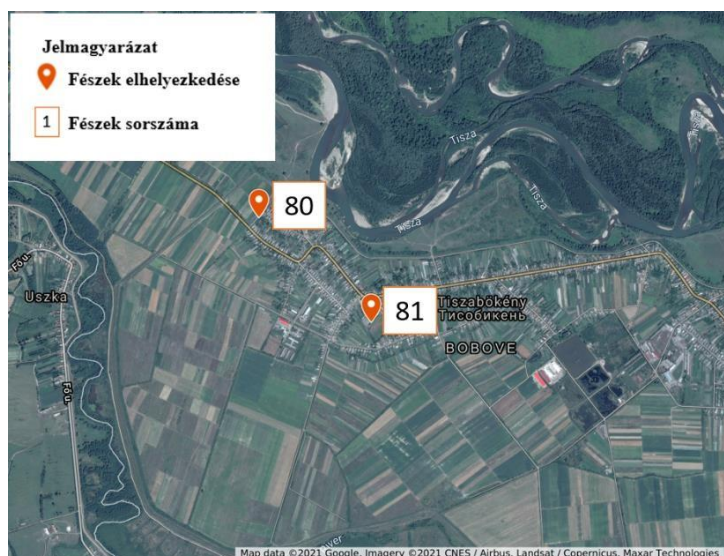 Jelmagyarázat
Fészek elhelyezkedése
1 Fészek sorszáma
Tisza
Tisza
Tisza
80
Fő u.
Uszka
81
Tiszabökény
Тисобикень
BOBOVE
Fő u.
Map data ©2021 Google, Imagery ©2021 CNES / Airbus, Landsat / Copernicus, Maxar Technologies